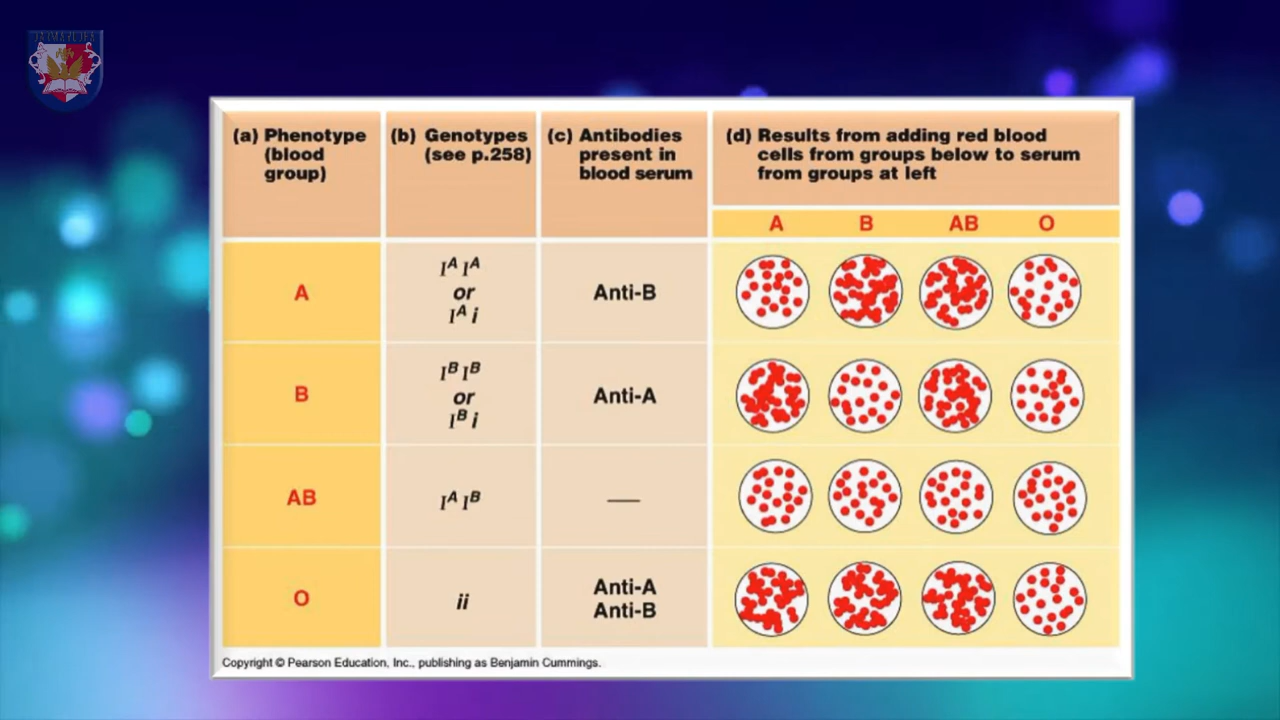 (a) Phenotype
(blood
group)
(b) Genotypes
(see p.258)
(c) Antibodies
present in
blood serum
(d) Results from adding red blood
cells from groups below to serum
from groups at left
A B AB O
A
I^A I^A
or
I^A i
Anti-B
B
I^B I^B
or
I^B i
Anti-A
AB
I^A I^B
—
O
ii
Anti-A
Anti-B
Copyright © Pearson Education, Inc., publishing as Benjamin Cummings.